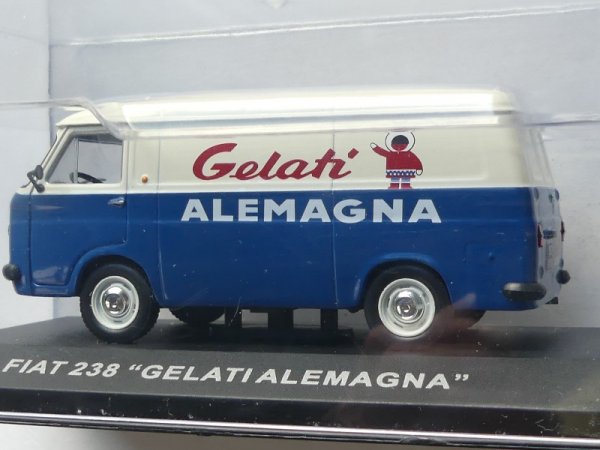 Gelati
ALEMAGNA
FIAT 238 "GELATI ALEMAGNA"